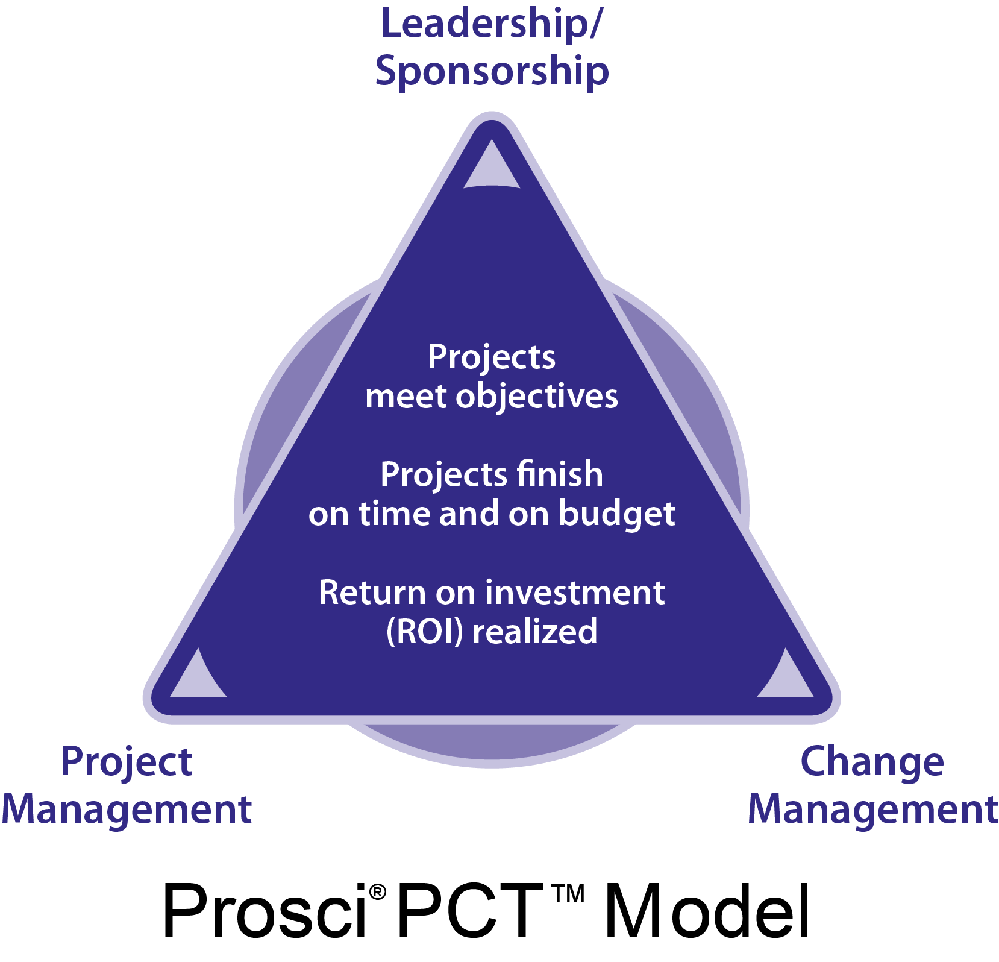 Leadership/
Sponsorship
Projects
meet objectives
Projects finish
on time and on budget
Return on investment
(ROI) realized
Project
Management
Change
Management
Prosci® PCT™ Model